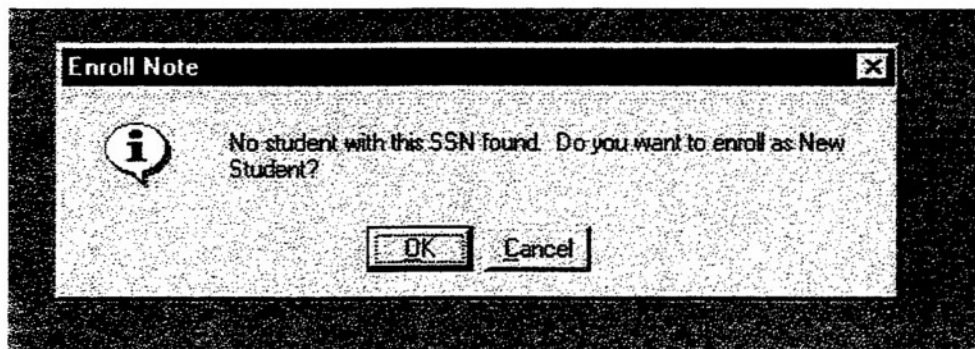 Enroll Note
No student with this SSN found. Do you want to enroll as New
Student?
OK Cancel